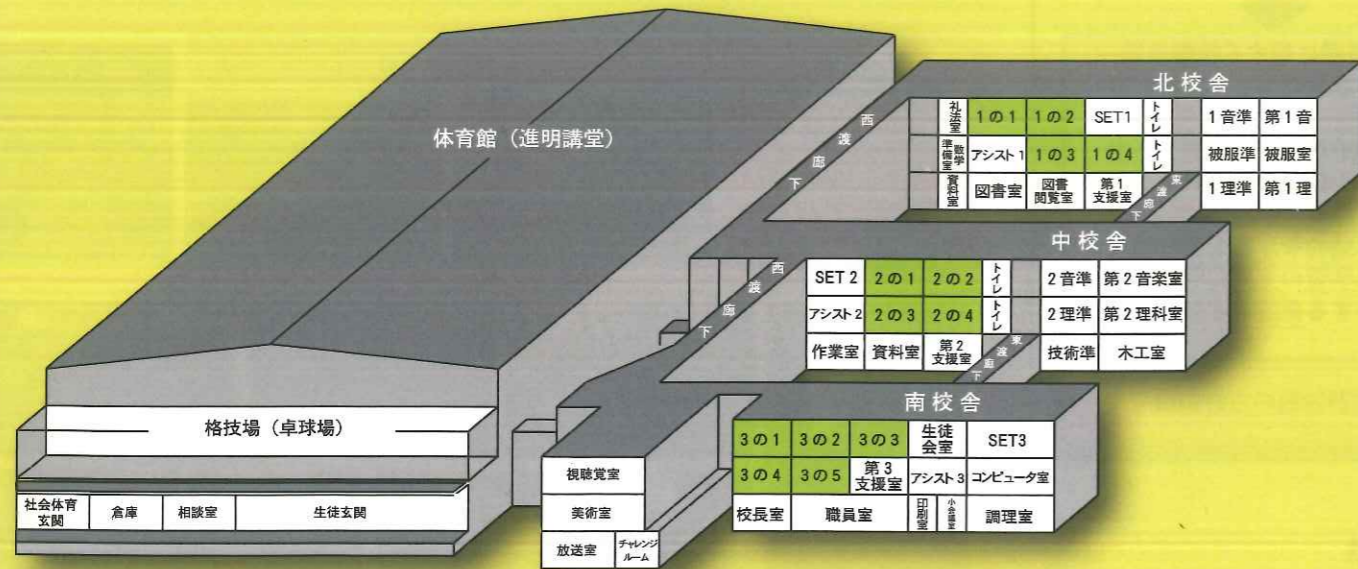 体育館（進明講堂）
格技場（卓球場）
社会体育
玄関
倉庫
相談室
生徒玄関
北校舎
西渡廊下
礼法室
1の1
1の2
SET1
トイレ
1音準
第1音
数学
準備室
アシスト1
1の3
1の4
トイレ
被服準
被服室
資料室
図書室
図書
閲覧室
第1
支援室
東渡廊下
1理準
第1理
中校舎
西渡廊下
SET 2
2の1
2の2
トイレ
2音準
第2音楽室
アシスト2
2の3
2の4
トイレ
2理準
第2理科室
作業室
資料室
第2
支援室
東渡廊下
技術準
木工室
南校舎
3の1
3の2
3の3
生徒
会室
SET3
3の4
3の5
第3
支援室
アシスト3
コンピュータ室
校長室
職員室
印刷室
小会議室
調理室
視聴覚室
美術室
放送室
チャレンジ
ルーム